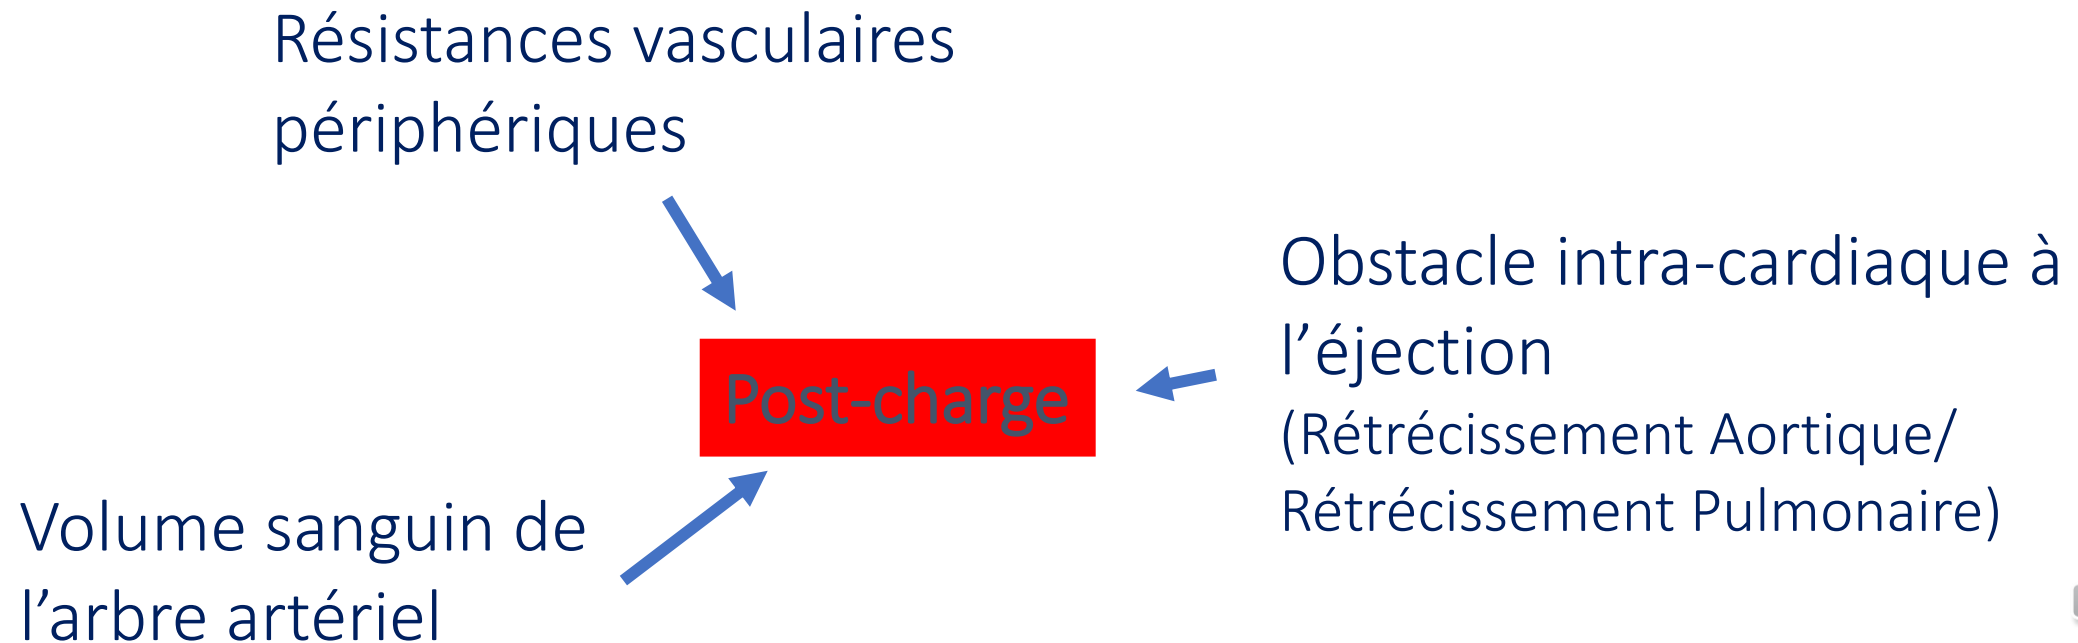 Résistances vasculaires
périphériques
Obstacle intra-cardiaque à
l’éjection
(Rétrécissement Aortique/
Rétrécissement Pulmonaire)
Post-charge
Volume sanguin de
l’arbre artériel